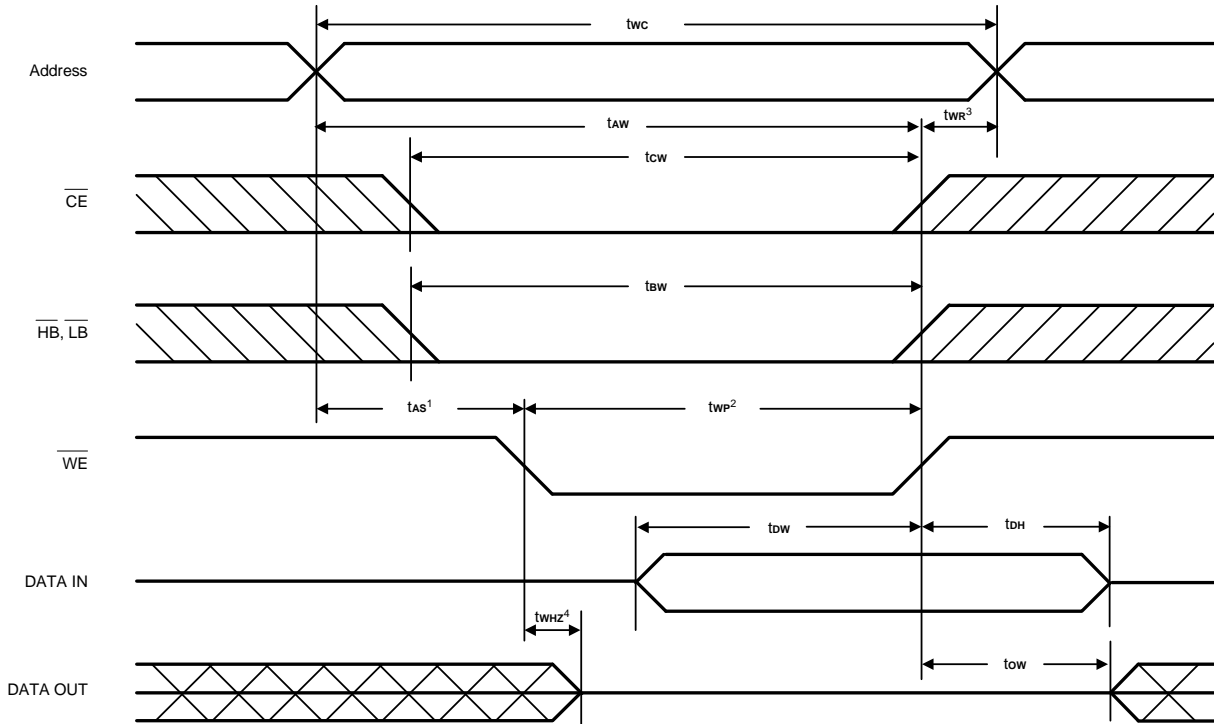 tWC
Address
tAW
tWR3
tCW
CE
tBW
HB, LB
tAS1
tWP2
WE
tDW
tDH
DATA IN
tWHZ4
tOW
DATA OUT